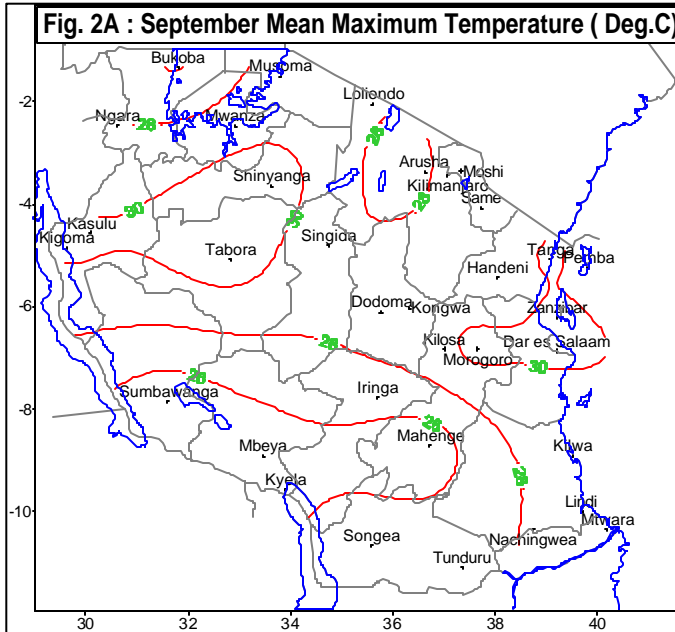 Fig. 2A : September Mean Maximum Temperature ( Deg.C)
Bukoba
Musoma
Loliondo
-2
Ngara
28
Mwanza
28
Arusha
Moshi
Shinyanga
Kilimanjaro
28
Same
-4
30
30
Kasulu
Kigoma
Tabora
Singida
Tanga
Pemba
Handeni
Dodoma
Kongwa
Zanzibar
-6
28
Kilosa
Dar es Salaam
Morogoro
30
Sumbawanga
Iringa
-8
Mahenge
Mbeya
Kilwa
Kyela
Lindi
-10
Mtwara
Songea
Nachingwea
Tunduru
30
32
34
36
38
40